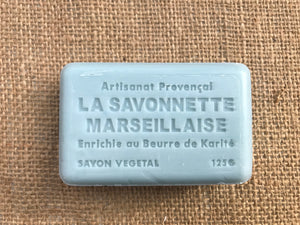 Artisanat Provençal
LA SAVONNETTE
MARSEILLAISE
Enrichie au Beurre de Karité
SAVON VEGETAL 125G